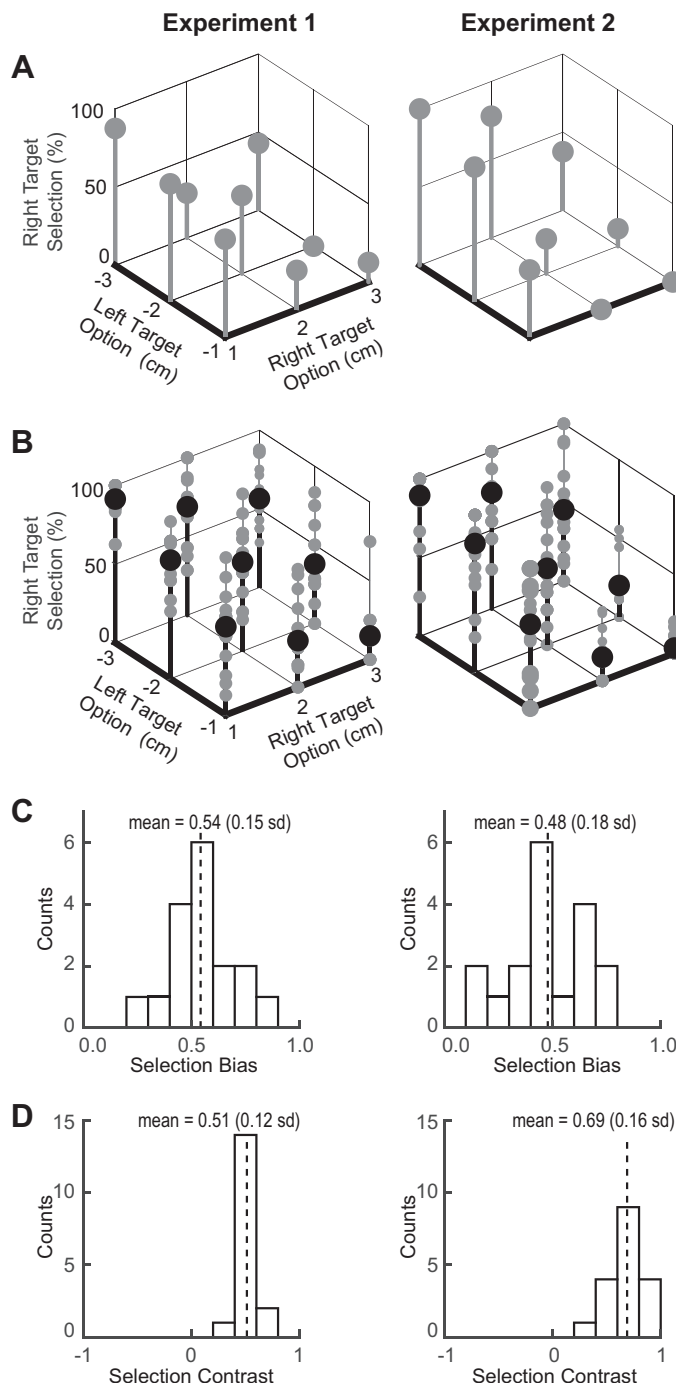 Experiment 1
Experiment 2
A
100
50
0
Right Target
Selection (%)
-3
-2
-1
Left Target
Option (cm)
1
2
3
Right Target
Option (cm)
B
100
50
0
Right Target
Selection (%)
-3
-2
-1
Left Target
Option (cm)
1
2
3
Right Target
Option (cm)
C
mean = 0.54 (0.15 sd)
6
4
2
0
Counts
0.0 0.5 1.0
Selection Bias
mean = 0.48 (0.18 sd)
6
4
2
0
Counts
0.0 0.5 1.0
Selection Bias
D
mean = 0.51 (0.12 sd)
15
10
5
0
Counts
-1 0 1
Selection Contrast
mean = 0.69 (0.16 sd)
15
10
5
0
Counts
-1 0 1
Selection Contrast